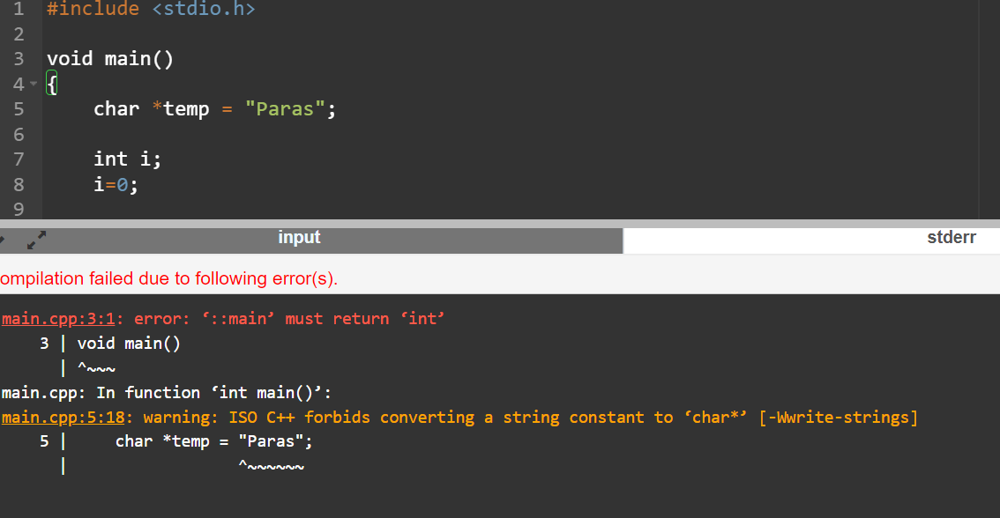 1 #include <stdio.h>
2
3 void main()
4 {
5     char *temp = "Paras";
6
7     int i;
8     i=0;
9
input
stderr
ompilation failed due to following error(s).
main.cpp:3:1: error: ‘::main’ must return ‘int’
    3 | void main()
      | ^~~~
main.cpp: In function ‘int main()’:
main.cpp:5:18: warning: ISO C++ forbids converting a string constant to ‘char*’ [-Wwrite-strings]
    5 |     char *temp = "Paras";
      |                  ^~~~~~~